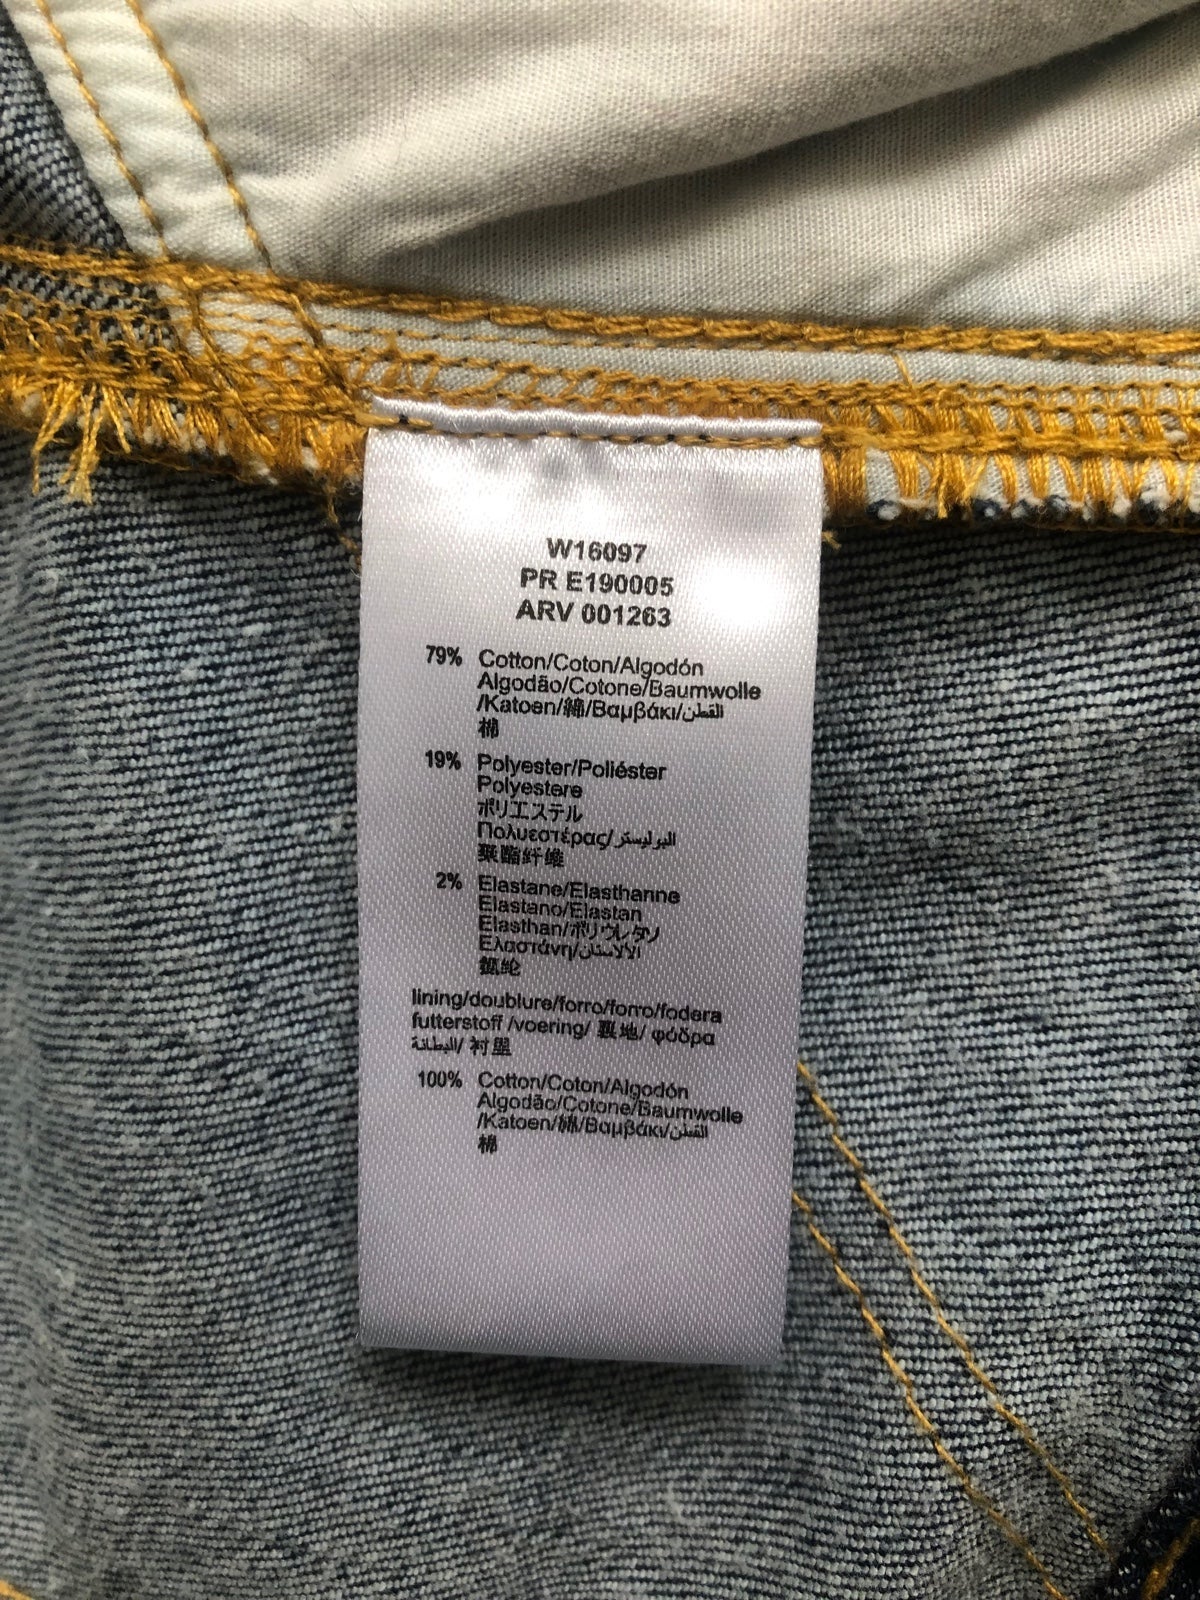 W16097
PR E190005
ARV 001263
79% Cotton/Coton/Algodón
Algodão/Cotone/Baumwolle
/Katoen/綿/Βαμβάκι/القطن
棉
19% Polyester/Poliéster
Polyestere
ポリエステル
Πολυεστέρας/البوليستر
聚酯纤维
2% Elastane/Elasthanne
Elastano/Elastan
Elasthan/ポリウレタン
Ελαστάνη/الالاستان
氨纶
lining/doublure/forro/forro/fodera
futterstoff /voering/ 裏地/ φόδρα
البطانة/ 衬里
100% Cotton/Coton/Algodón
Algodão/Cotone/Baumwolle
/Katoen/綿/Βαμβάκι/القطن
棉